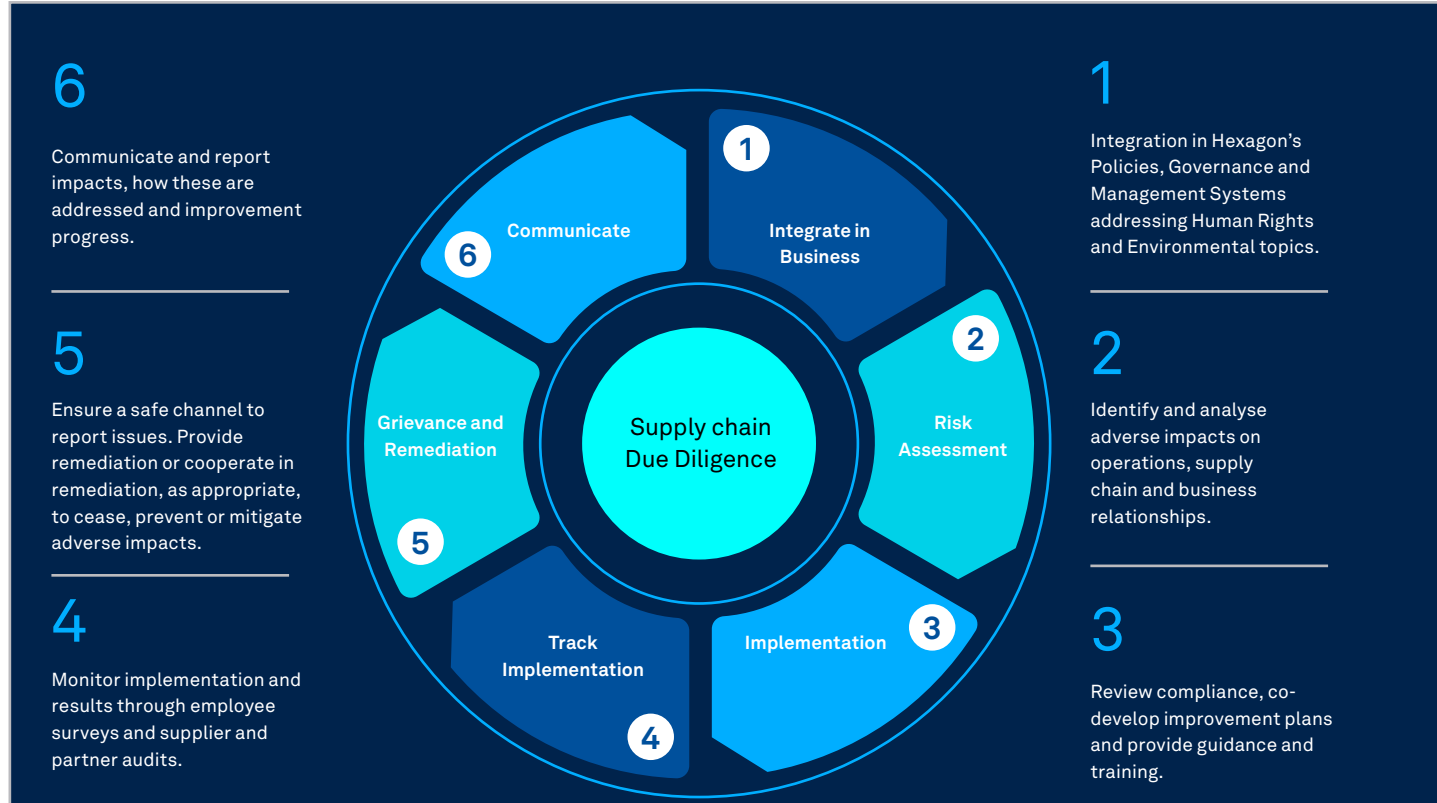 6
Communicate and report
impacts, how these are
addressed and improvement
progress.
5
Ensure a safe channel to
report issues. Provide
remediation or cooperate in
remediation, as appropriate,
to cease, prevent or mitigate
adverse impacts.
4
Monitor implementation and
results through employee
surveys and supplier and
partner audits.
1
Integrate in
Business
2
Risk
Assessment
3
Implementation
Track
Implementation
4
Grievance and
Remediation
5
Communicate
6
Supply chain
Due Diligence
1
Integration in Hexagon’s
Policies, Governance and
Management Systems
addressing Human Rights
and Environmental topics.
2
Identify and analyse
adverse impacts on
operations, supply
chain and business
relationships.
3
Review compliance, co-
develop improvement plans
and provide guidance and
training.